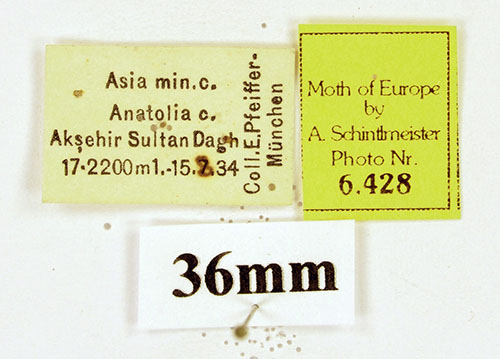 Asia min.c.
Anatolia c.
Akşehir Sultan Dagh
17-2200m 1.-15.7.34
Coll.E.Pfeiffer-
München
Moth of Europe
by
A. Schintlmeister
Photo Nr.
6.428
36mm